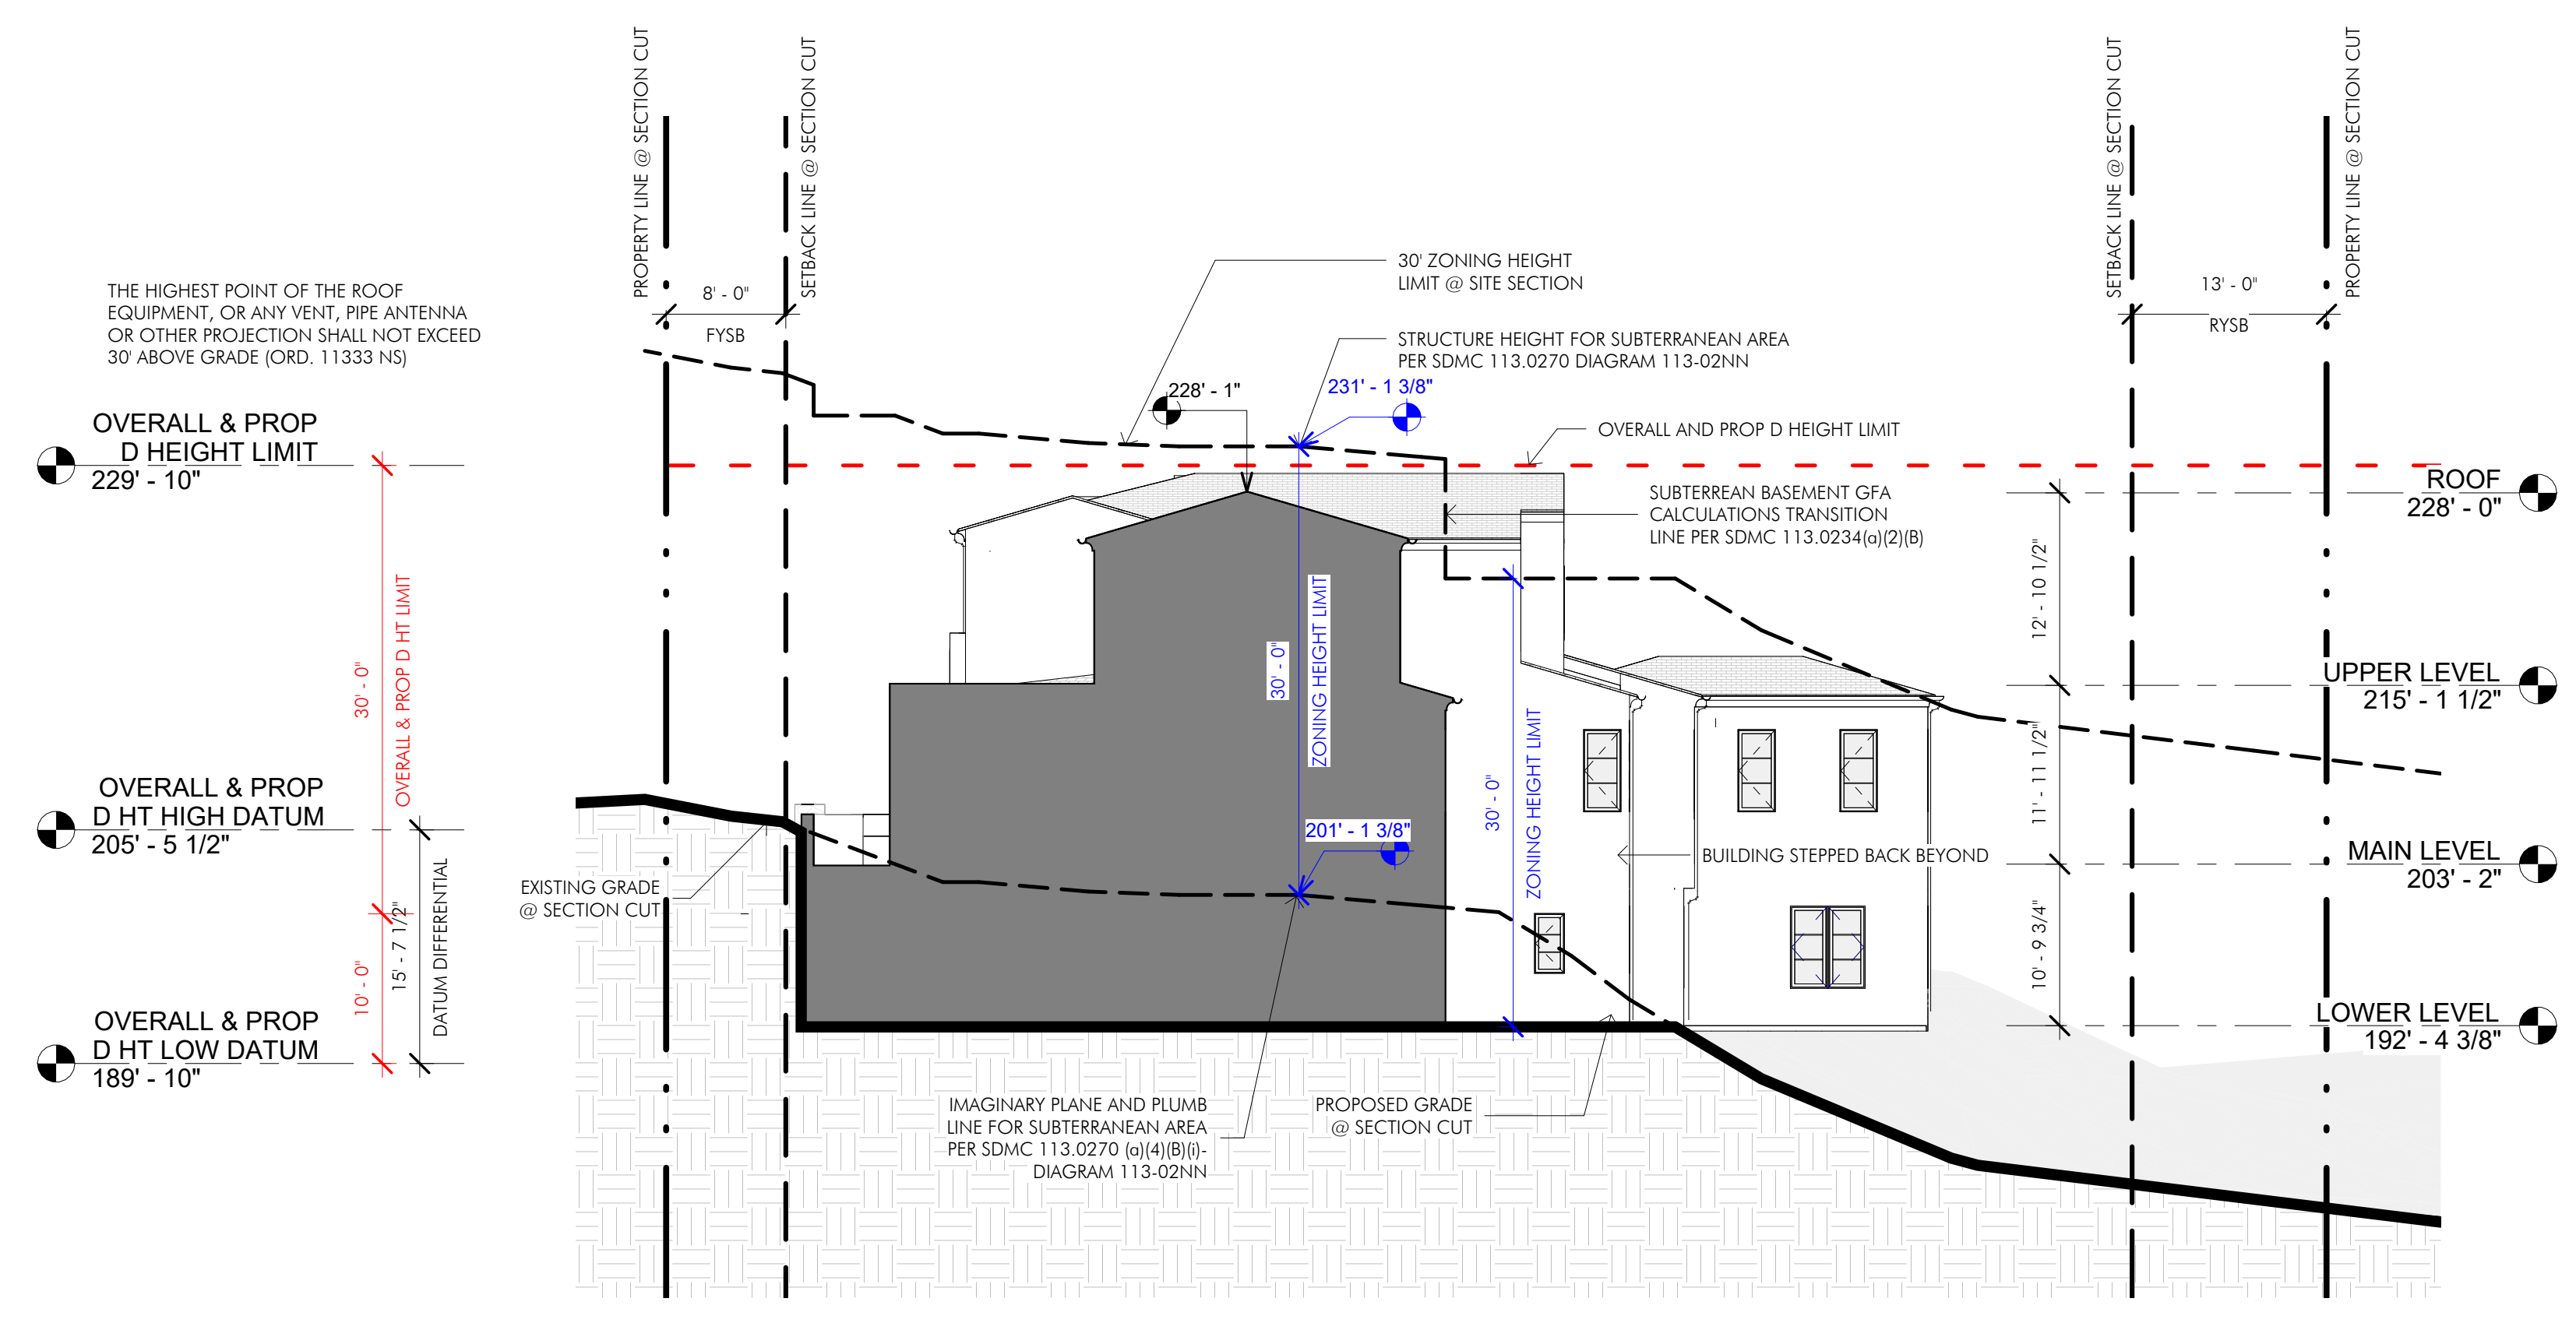 PROPERTY LINE @ SECTION CUT
SETBACK LINE @ SECTION CUT
SETBACK LINE @ SECTION CUT
PROPERTY LINE @ SECTION CUT
THE HIGHEST POINT OF THE ROOF
EQUIPMENT, OR ANY VENT, PIPE ANTENNA
OR OTHER PROJECTION SHALL NOT EXCEED
30' ABOVE GRADE (ORD. 11333 NS)
8' - 0"
FYSB
13' - 0"
RYSB
30' ZONING HEIGHT
LIMIT @ SITE SECTION
STRUCTURE HEIGHT FOR SUBTERRANEAN AREA
PER SDMC 113.0270 DIAGRAM 113-02NN
228' - 1"
231' - 1 3/8"
OVERALL AND PROP D HEIGHT LIMIT
OVERALL & PROP
D HEIGHT LIMIT
229' - 10"
SUBTERREAN BASEMENT GFA
CALCULATIONS TRANSITION
LINE PER SDMC 113.0234(a)(2)(B)
ROOF
228' - 0"
12' - 10 1/2"
30' - 0"
OVERALL & PROP D HT LIMIT
30' - 0"
ZONING HEIGHT LIMIT
UPPER LEVEL
215' - 1 1/2"
11' - 11 1/2"
30' - 0"
ZONING HEIGHT LIMIT
OVERALL & PROP
D HT HIGH DATUM
205' - 5 1/2"
201' - 1 3/8"
BUILDING STEPPED BACK BEYOND
MAIN LEVEL
203' - 2"
EXISTING GRADE
@ SECTION CUT
10' - 0"
15' - 7 1/2"
DATUM DIFFERENTIAL
10' - 9 3/4"
OVERALL & PROP
D HT LOW DATUM
189' - 10"
LOWER LEVEL
192' - 4 3/8"
IMAGINARY PLANE AND PLUMB
LINE FOR SUBTERRANEAN AREA
PER SDMC 113.0270 (a)(4)(B)(i)-
DIAGRAM 113-02NN
PROPOSED GRADE
@ SECTION CUT